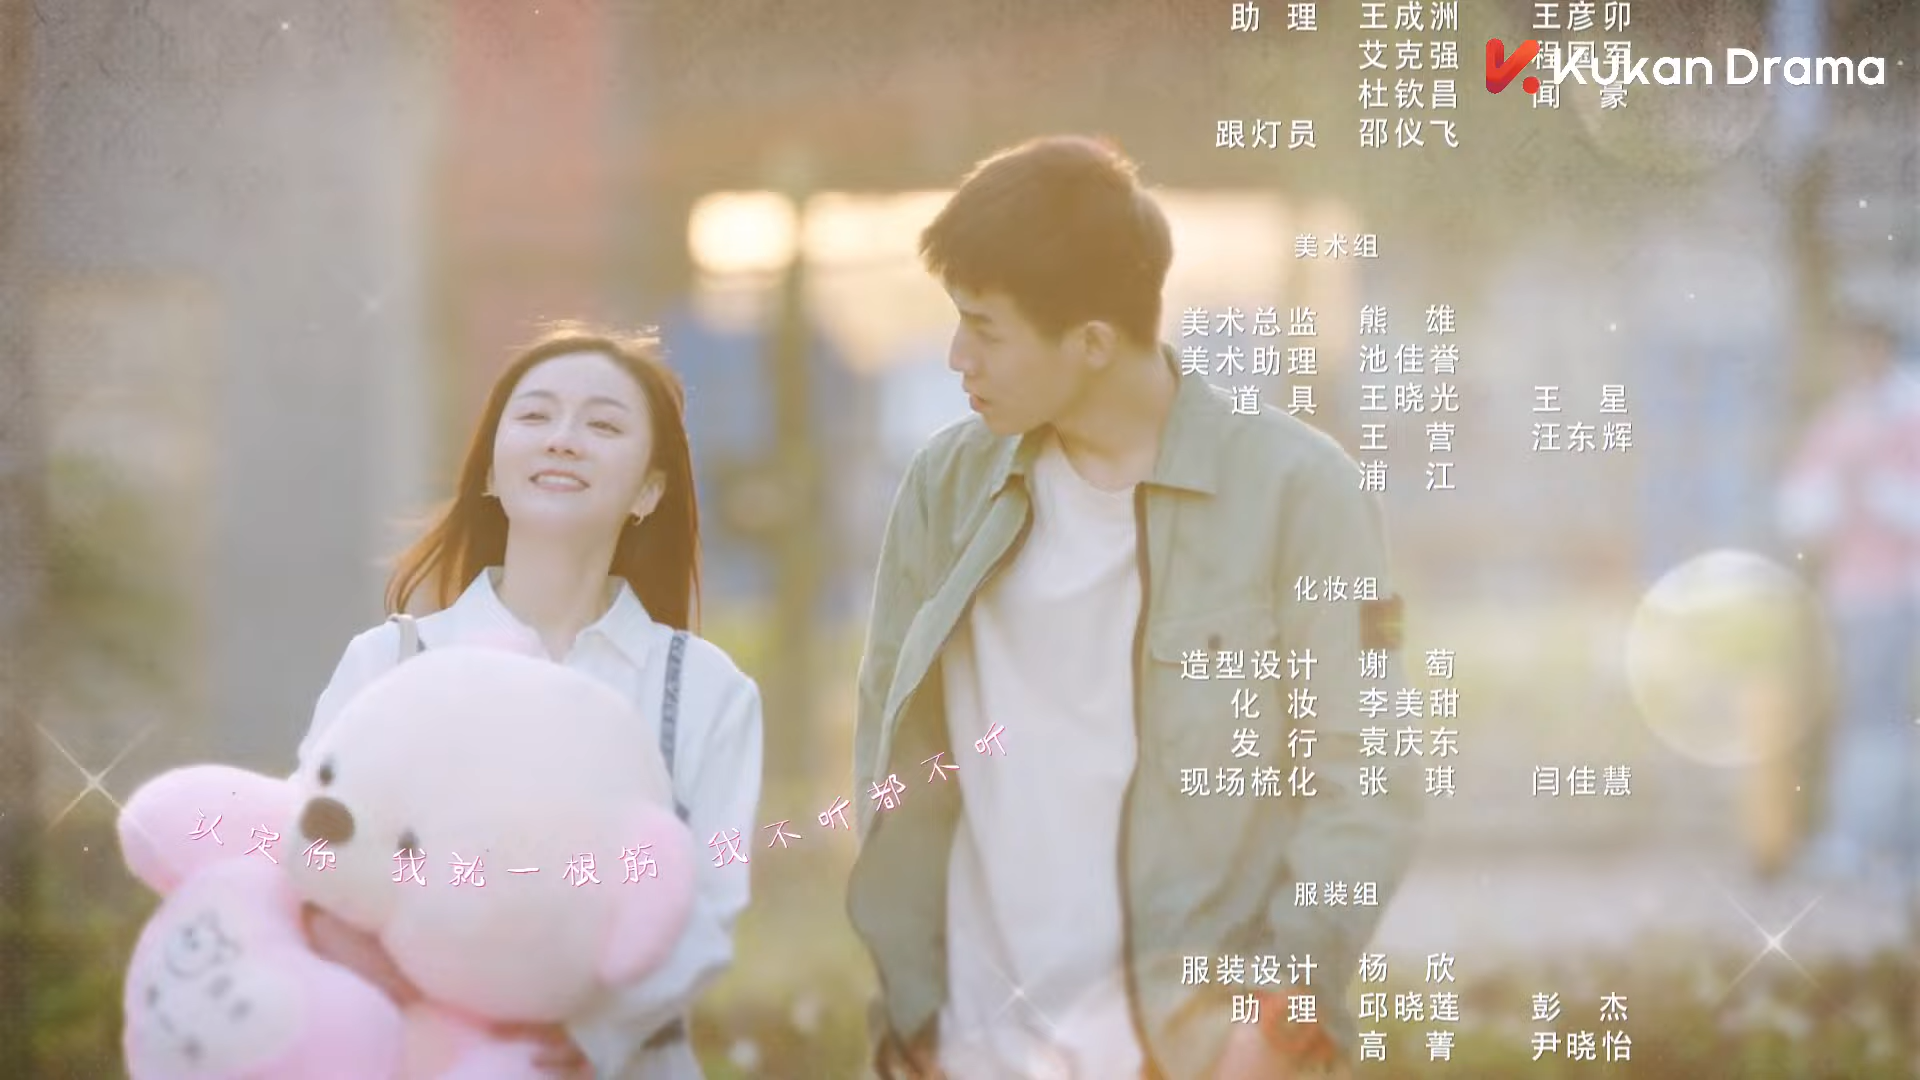 助理 王成洲 王彦卯
艾克强 程国军
Kukan Drama
杜钦昌 闻豪
跟灯员 邵仪飞
美术组
美术总监 熊雄
美术助理 池佳誉
道具 王晓光 王星
王营 汪东辉
浦江
化妆组
造型设计 谢萄
化妆 李美甜
发行 袁庆东
现场梳化 张琪 闫佳慧
认定你 我就一根筋 我不听都不听
服装组
服装设计 杨欣
助理 邱晓莲 彭杰
高菁 尹晓怡